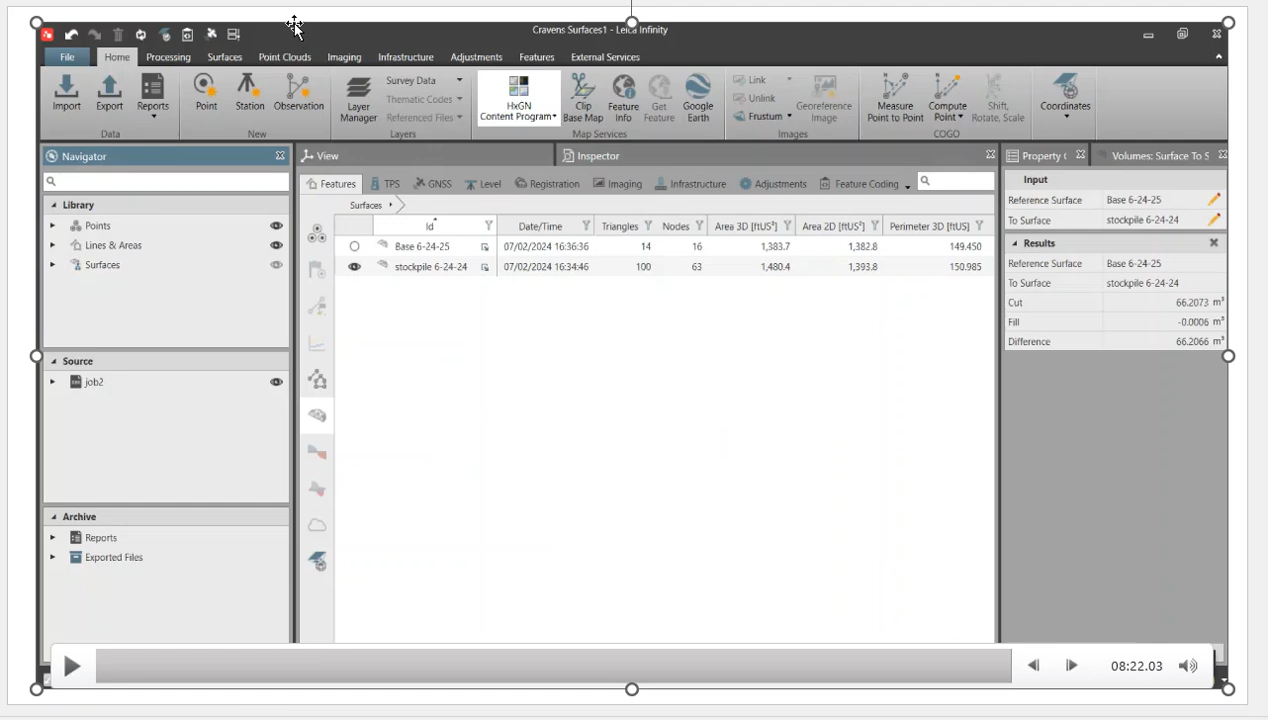 Cravens Surfaces1 - Leica Infinity
File Home Processing Surfaces Point Clouds Imaging Infrastructure Adjustments Features External Services
Import Export Reports
Data
Point Station Observation
New
Layer Manager
Survey Data
Thematic Codes
Referenced Files
Layers
HxGN Content Program
Clip Base Map
Feature Info
Get Feature
Google Earth
Map Services
Link
Unlink
Frustum
Georeference Image
Images
Measure Point to Point
Compute Point
Shift, Rotate, Scale
COGO
Coordinates
Navigator
Library
Points
Lines & Areas
Surfaces
Source
job2
Archive
Reports
Exported Files
View
Inspector
Features TPS GNSS Level Registration Imaging Infrastructure Adjustments Feature Coding
Surfaces
Id Date/Time Triangles Nodes Area 3D [ftUS²] Area 2D [ftUS²] Perimeter 3D [ftUS]
Base 6-24-25 07/02/2024 16:36:36 14 16 1,383.7 1,382.8 149.450
stockpile 6-24-24 07/02/2024 16:34:46 100 63 1,480.4 1,393.8 150.985
Property (
Volumes: Surface To S
Input
Reference Surface Base 6-24-25
To Surface stockpile 6-24-24
Results
Reference Surface Base 6-24-25
To Surface stockpile 6-24-24
Cut 66.2073 m³
Fill -0.0006 m³
Difference 66.2066 m³
08:22.03